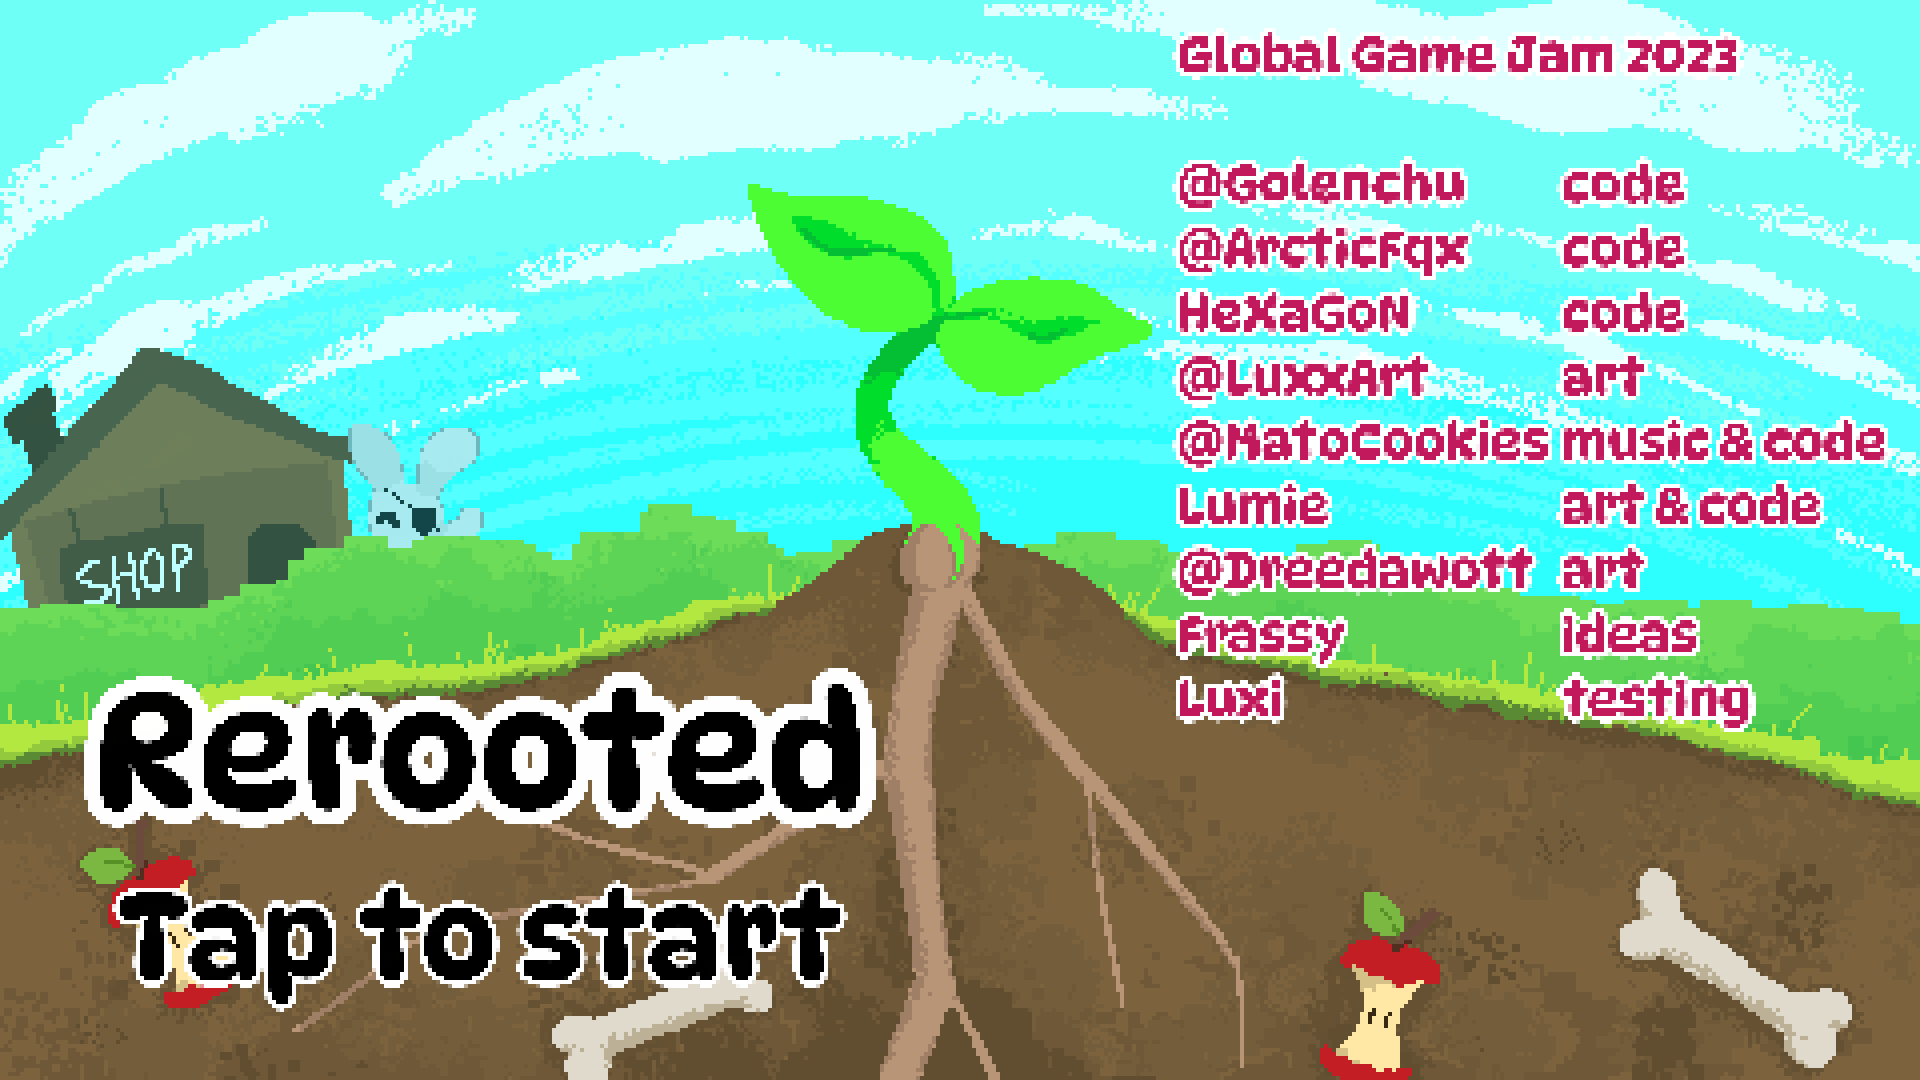 Global Game Jam 2023
@Golenchu code
@ArcticFqx code
HeXaGoN code
@LuxxArt art
@MatoCookies music & code
Lumie art & code
@Dreedawott art
Frassy ideas
Luxi testing
SHOP
Rerooted
Tap to start